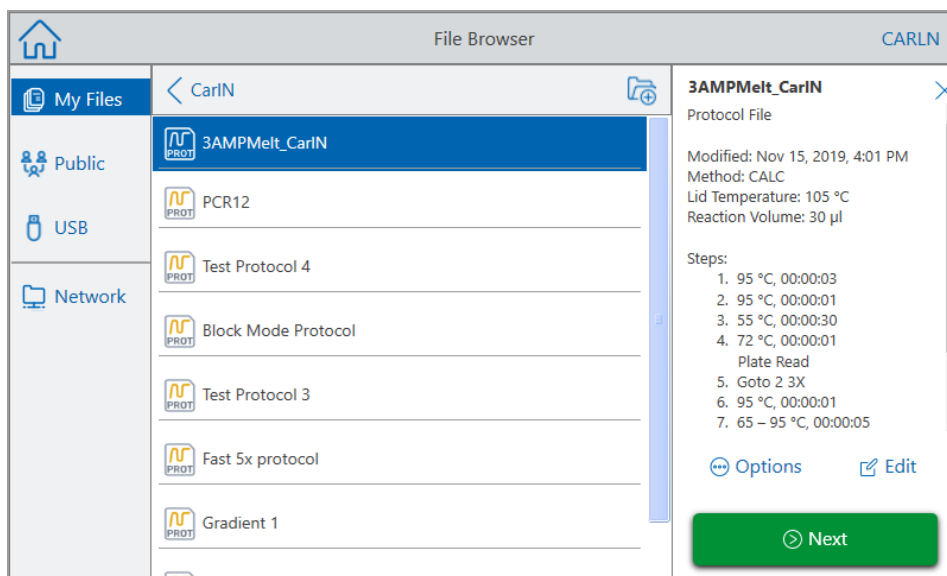 File Browser
CARLN
My Files
Public
USB
Network
CarlN
PROT
3AMPMelt_CarlN
PROT
PCR12
PROT
Test Protocol 4
PROT
Block Mode Protocol
PROT
Test Protocol 3
PROT
Fast 5x protocol
PROT
Gradient 1
3AMPMelt_CarlN
Protocol File
Modified: Nov 15, 2019, 4:01 PM
Method: CALC
Lid Temperature: 105 °C
Reaction Volume: 30 µl
Steps:
1. 95 °C, 00:00:03
2. 95 °C, 00:00:01
3. 55 °C, 00:00:30
4. 72 °C, 00:00:01
Plate Read
5. Goto 2 3X
6. 95 °C, 00:00:01
7. 65 – 95 °C, 00:00:05
Options
Edit
Next